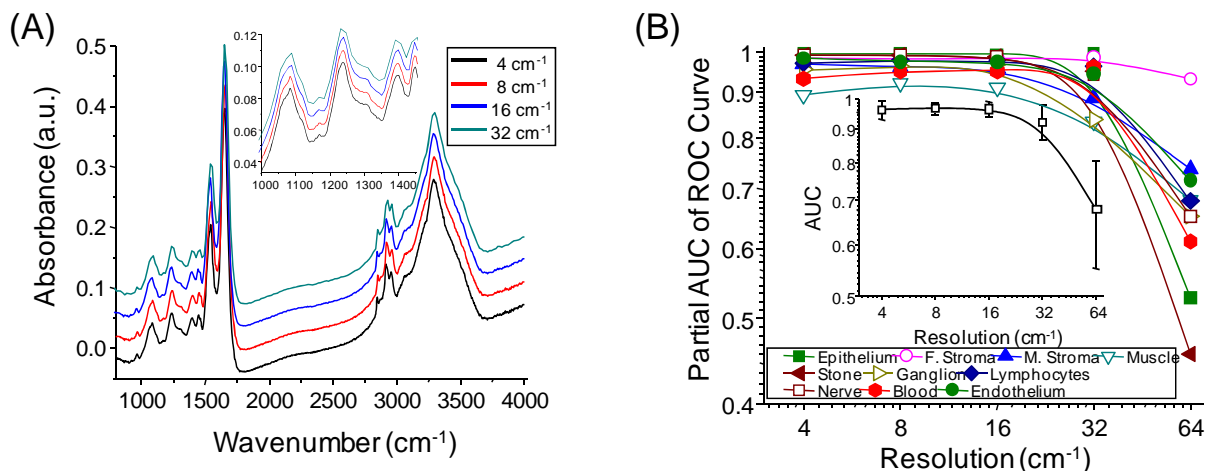 (A)
0.5
0.4
0.3
0.2
0.1
0.0
Absorbance (a.u.)
1000 1500 2000 2500 3000 3500 4000
Wavenumber (cm-1)
0.12
0.10
0.08
0.06
0.04
1000 1100 1200 1300 1400
4 cm-1
8 cm-1
16 cm-1
32 cm-1
(B)
1
0.9
0.8
0.7
0.6
0.5
0.4
Partial AUC of ROC Curve
4 8 16 32 64
Resolution (cm-1)
1
0.9
0.8
0.7
0.6
0.5
AUC
4 8 16 32 64
Resolution (cm-1)
Epithelium F. Stroma M. Stroma Muscle
Stone Ganglion Lymphocytes
Nerve Blood Endothelium